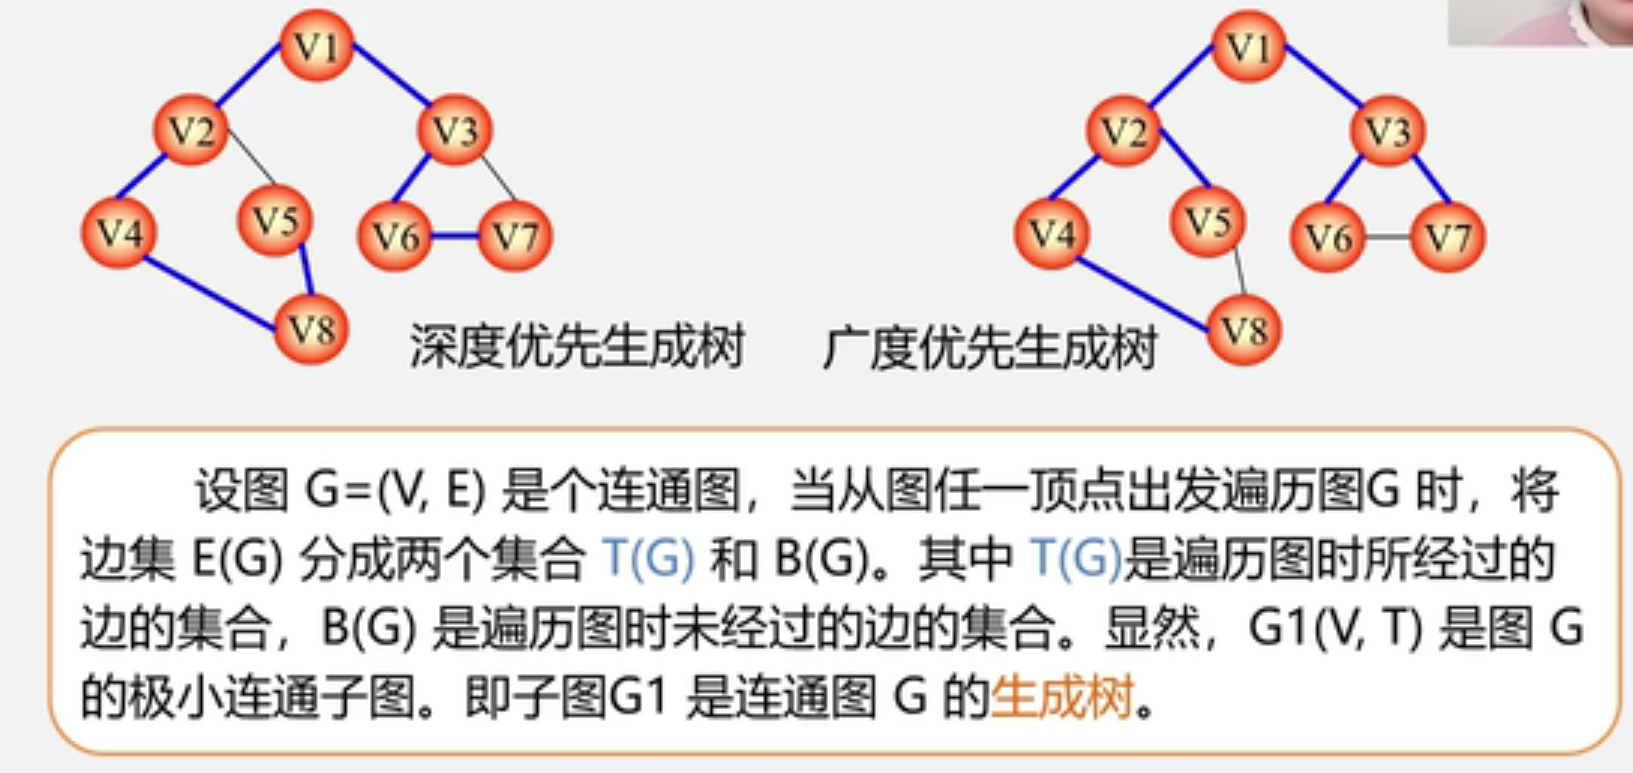 V1
V2
V3
V4
V5
V6
V7
V8
深度优先生成树
V1
V2
V3
V4
V5
V6
V7
V8
广度优先生成树
设图 G=(V, E) 是个连通图，当从图任一顶点出发遍历图G 时，将
边集 E(G) 分成两个集合 T(G) 和 B(G)。其中 T(G)是遍历图时所经过的
边的集合，B(G) 是遍历图时未经过的边的集合。显然，G1(V, T) 是图 G
的极小连通子图。即子图G1 是连通图 G 的生成树。